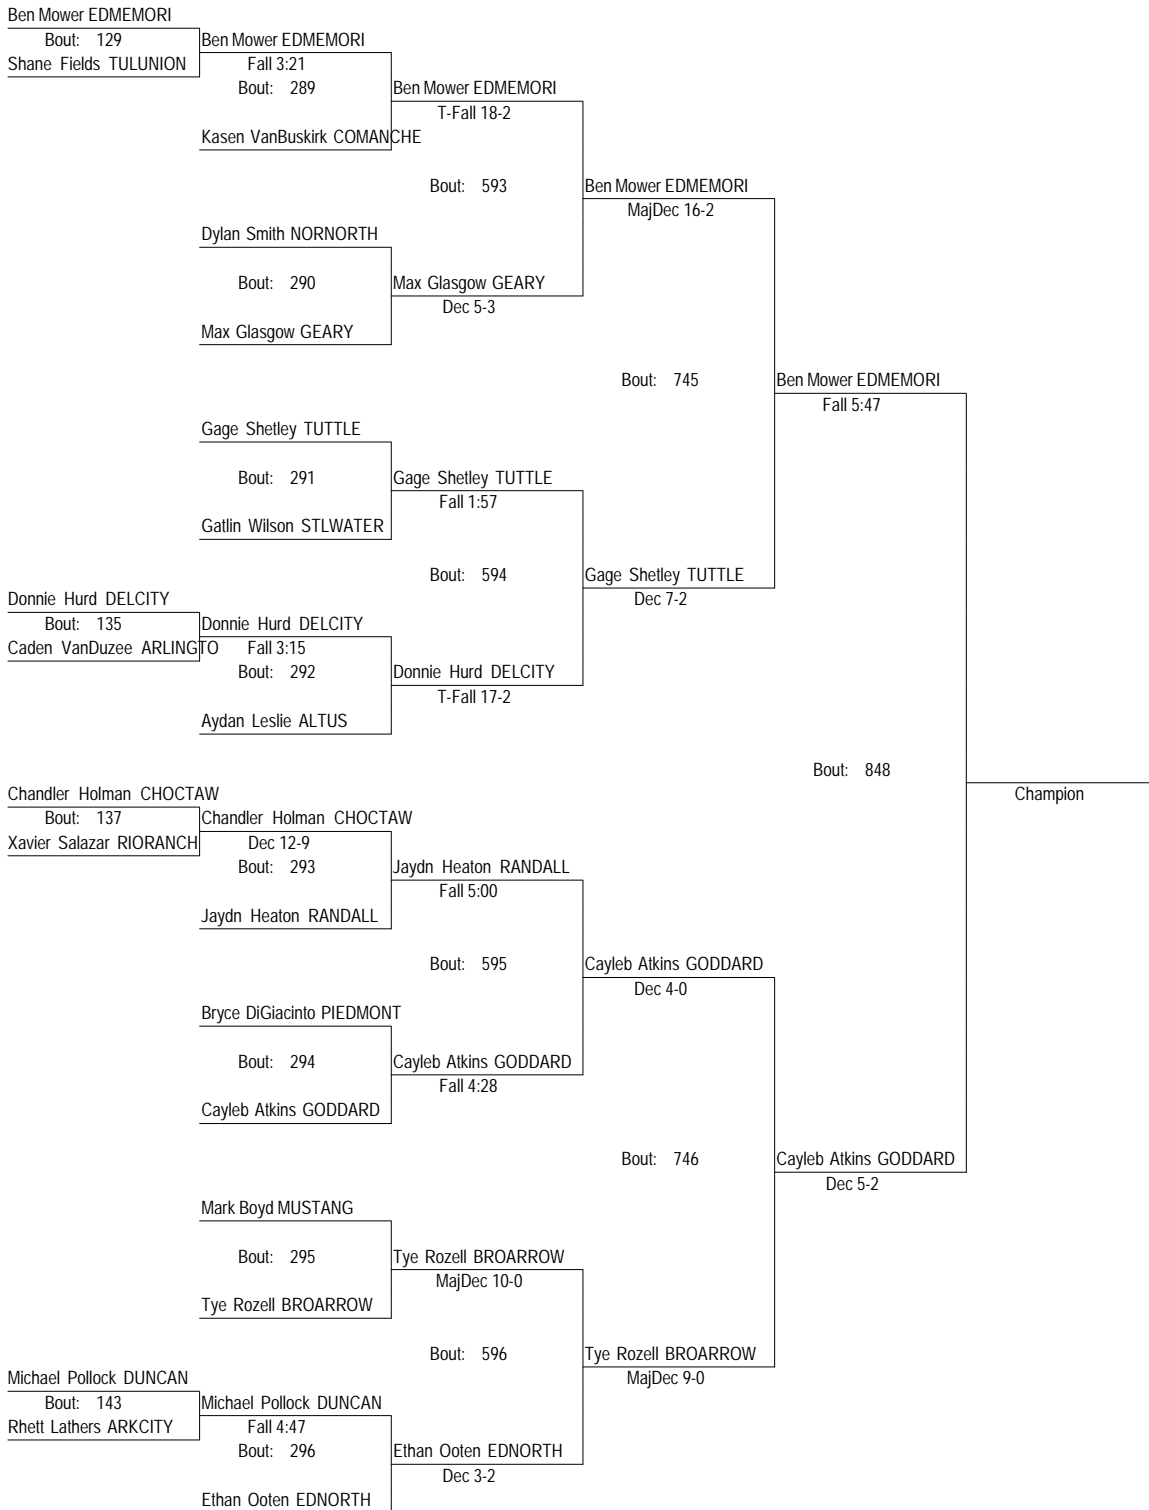 Ben Mower EDMEMORI
Bout: 129
Ben Mower EDMEMORI
Shane Fields TULUNION
Fall 3:21
Bout: 289
Ben Mower EDMEMORI
T-Fall 18-2
Kasen VanBuskirk COMANCHE
Bout: 593
Ben Mower EDMEMORI
MajDec 16-2
Dylan Smith NORNORTH
Bout: 290
Max Glasgow GEARY
Dec 5-3
Max Glasgow GEARY
Bout: 745
Ben Mower EDMEMORI
Fall 5:47
Gage Shetley TUTTLE
Bout: 291
Gage Shetley TUTTLE
Fall 1:57
Gatlin Wilson STLWATER
Bout: 594
Gage Shetley TUTTLE
Dec 7-2
Donnie Hurd DELCITY
Bout: 135
Donnie Hurd DELCITY
Caden VanDuzee ARLINGTO
Fall 3:15
Bout: 292
Donnie Hurd DELCITY
T-Fall 17-2
Aydan Leslie ALTUS
Bout: 848
Champion
Chandler Holman CHOCTAW
Bout: 137
Chandler Holman CHOCTAW
Xavier Salazar RIORANCH
Dec 12-9
Bout: 293
Jaydn Heaton RANDALL
Fall 5:00
Jaydn Heaton RANDALL
Bout: 595
Cayleb Atkins GODDARD
Dec 4-0
Bryce DiGiacinto PIEDMONT
Bout: 294
Cayleb Atkins GODDARD
Fall 4:28
Cayleb Atkins GODDARD
Bout: 746
Cayleb Atkins GODDARD
Dec 5-2
Mark Boyd MUSTANG
Bout: 295
Tye Rozell BROARROW
MajDec 10-0
Tye Rozell BROARROW
Bout: 596
Tye Rozell BROARROW
MajDec 9-0
Michael Pollock DUNCAN
Bout: 143
Michael Pollock DUNCAN
Rhett Lathers ARKCITY
Fall 4:47
Bout: 296
Ethan Ooten EDNORTH
Dec 3-2
Ethan Ooten EDNORTH